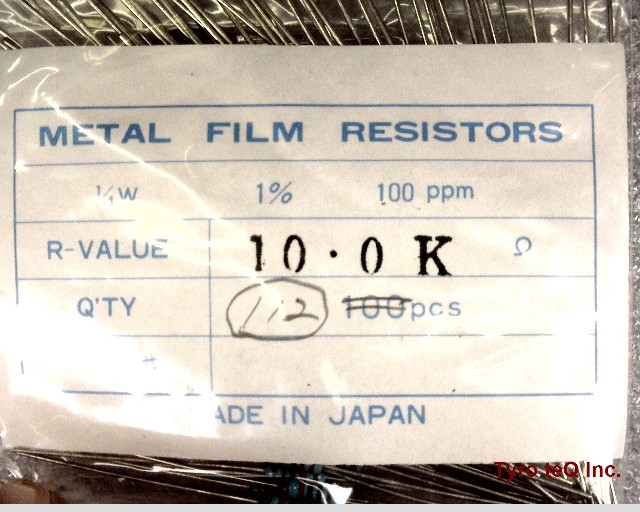 METAL FILM RESISTORS
¼W 1% 100 ppm
R-VALUE 10.0 K Ω
Q'TY 112 100pcs
#
ADE IN JAPAN
Tyro teQ Inc.